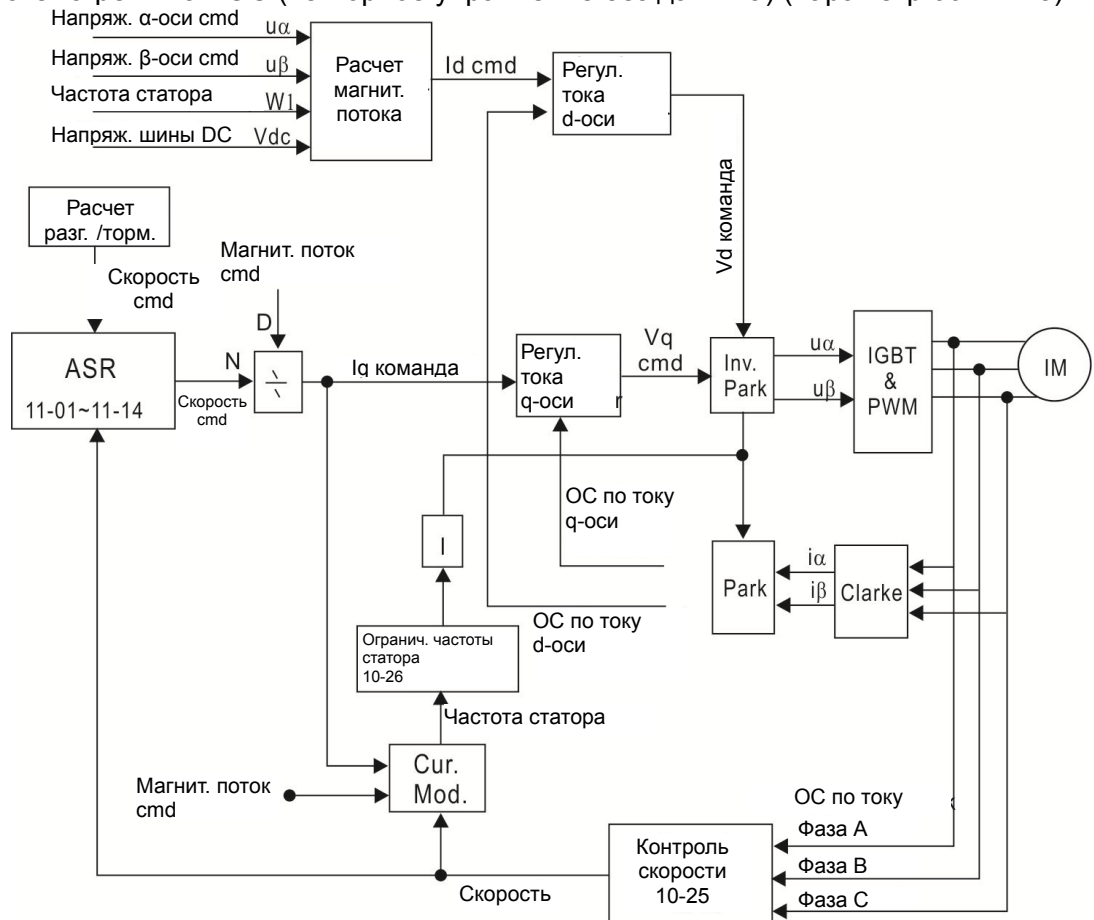 Напряж. α-оси cmd
uα
Напряж. β-оси cmd
uβ
Частота статора
W1
Напряж. шины DC
Vdc
Расчет
магнит.
потока
Id cmd
Регул.
тока
d-оси
Vd команда
Расчет
разг. /торм.
Скорость
cmd
Магнит. поток
cmd
D
ASR
11-01~11-14
N
Скорость
cmd
Iq команда
Регул.
тока
q-оси
r
Vq
cmd
Inv.
Park
uα
uβ
IGBT
&
PWM
IM
ОС по току
q-оси
I
Park
iα
iβ
Clarke
ОС по току
d-оси
Огранич. частоты
статора
10-26
Частота статора
Cur.
Mod.
Магнит. поток
cmd
ОС по току
Фаза A
Фаза B
Фаза C
Контроль
скорости
10-25
Скорость